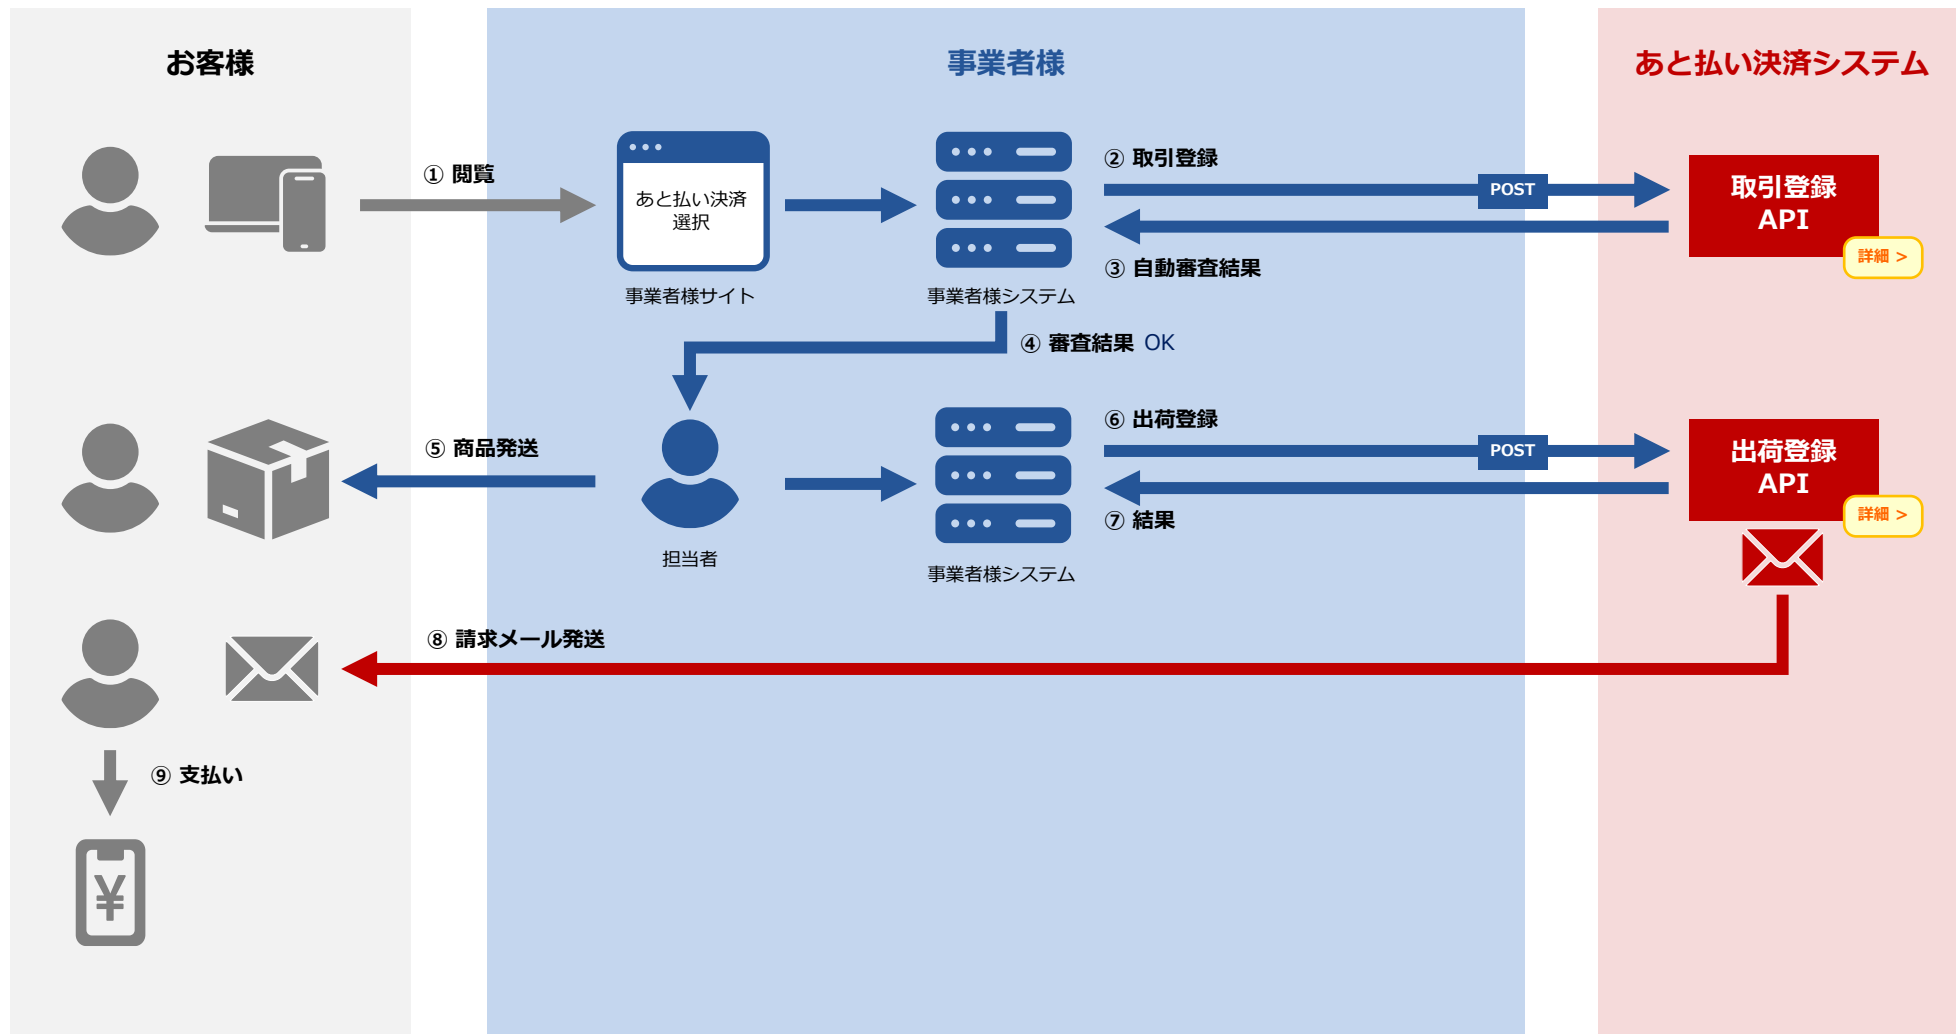 お客様
事業者様
あと払い決済システム
① 閲覧
あと払い決済
選択
事業者様サイト
事業者様システム
② 取引登録
POST
③ 自動審査結果
取引登録
API
詳細 >
④ 審査結果 OK
⑤ 商品発送
担当者
事業者様システム
⑥ 出荷登録
POST
⑦ 結果
出荷登録
API
詳細 >
⑧ 請求メール発送
⑨ 支払い
¥